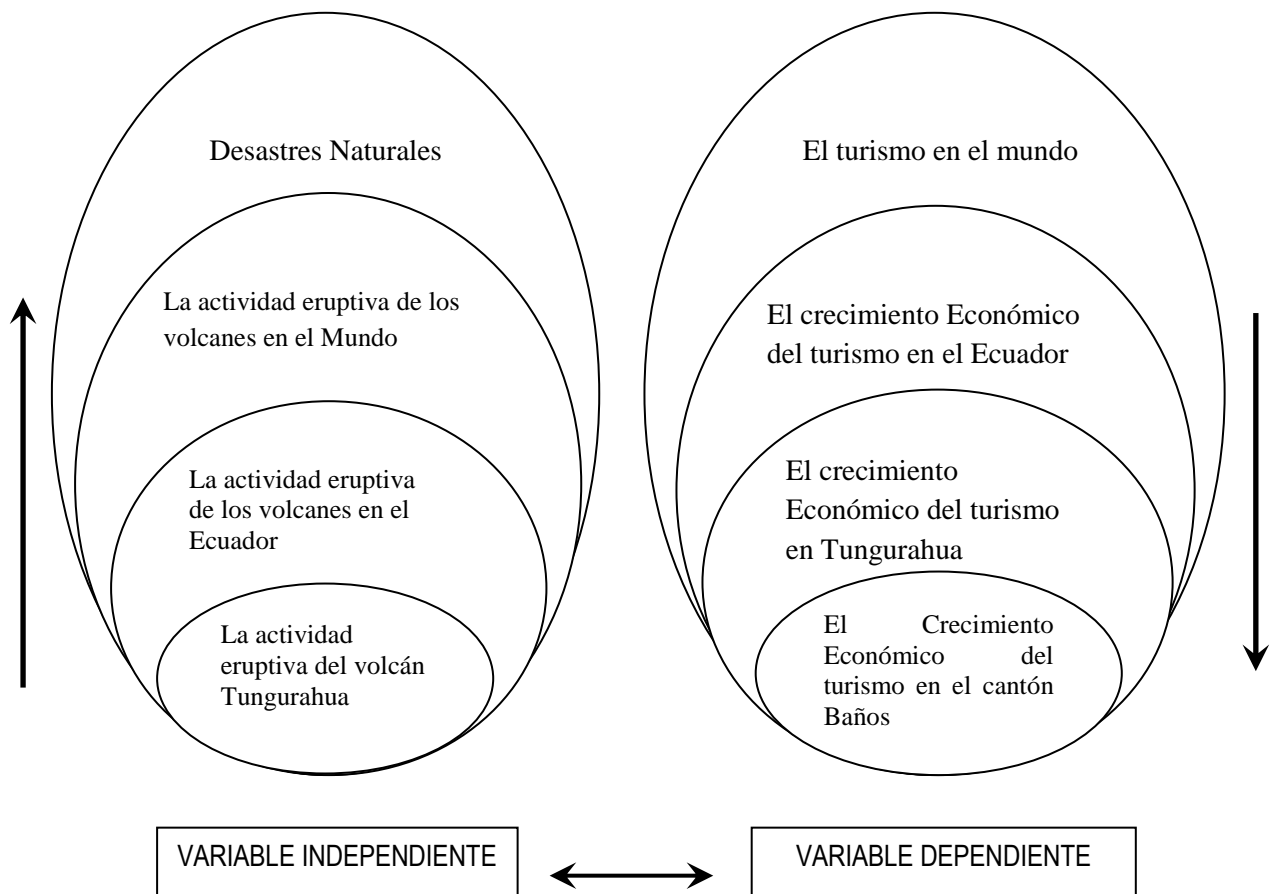 Desastres Naturales
La actividad eruptiva de los
volcanes en el Mundo
La actividad eruptiva
de los volcanes en el
Ecuador
La actividad
eruptiva del volcán
Tungurahua
VARIABLE INDEPENDIENTE
El turismo en el mundo
El crecimiento Económico
del turismo en el Ecuador
El crecimiento
Económico del turismo
en Tungurahua
El Crecimiento
Económico del
turismo en el cantón
Baños
VARIABLE DEPENDIENTE